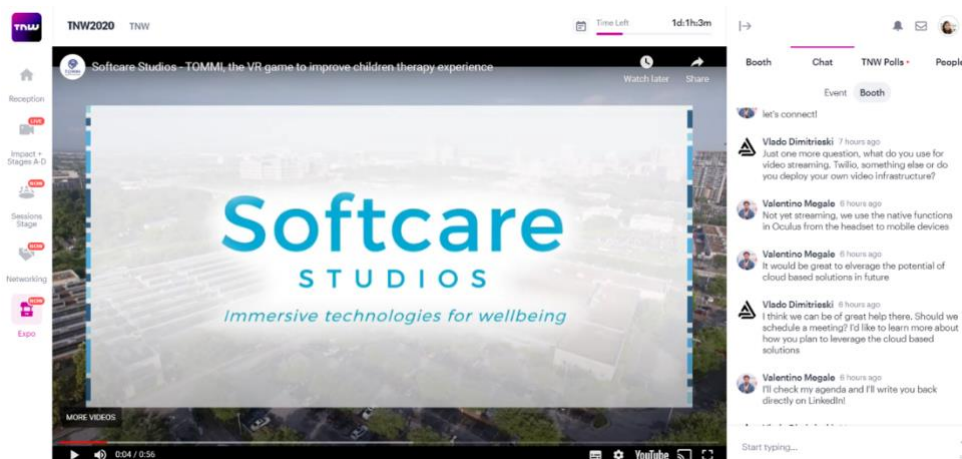 TNW
TNW2020 TNW
Time Left 1d:1h:3m
Reception
LIVE
Impact +
Stages A-D
NOW
Sessions
Stage
NOW
Networking
NOW
Expo
Softcare Studios - TOMMI, the VR game to improve children therapy experience
Watch later
Share
Softcare
STUDIOS
Immersive technologies for wellbeing
MORE VIDEOS
0:04 / 0:56
YouTube
Booth Chat TNW Polls People
Event Booth
let's connect!
Vlado Dimitrieski 7 hours ago
Just one more question, what do you use for
video streaming. Twilio, something else or do
you deploy your own video infrastructure?
Valentino Megale 6 hours ago
Not yet streaming, we use the native functions
in Oculus from the headset to mobile devices
Valentino Megale 6 hours ago
It would be great to elverage the potential of
cloud based solutions in future
Vlado Dimitrieski 6 hours ago
I think we can be of great help there. Should we
schedule a meeting? I'd like to learn more about
how you plan to leverage the cloud based
solutions
Valentino Megale 6 hours ago
I'll check my agenda and I'll write you back
directly on LinkedIn!
Start typing...